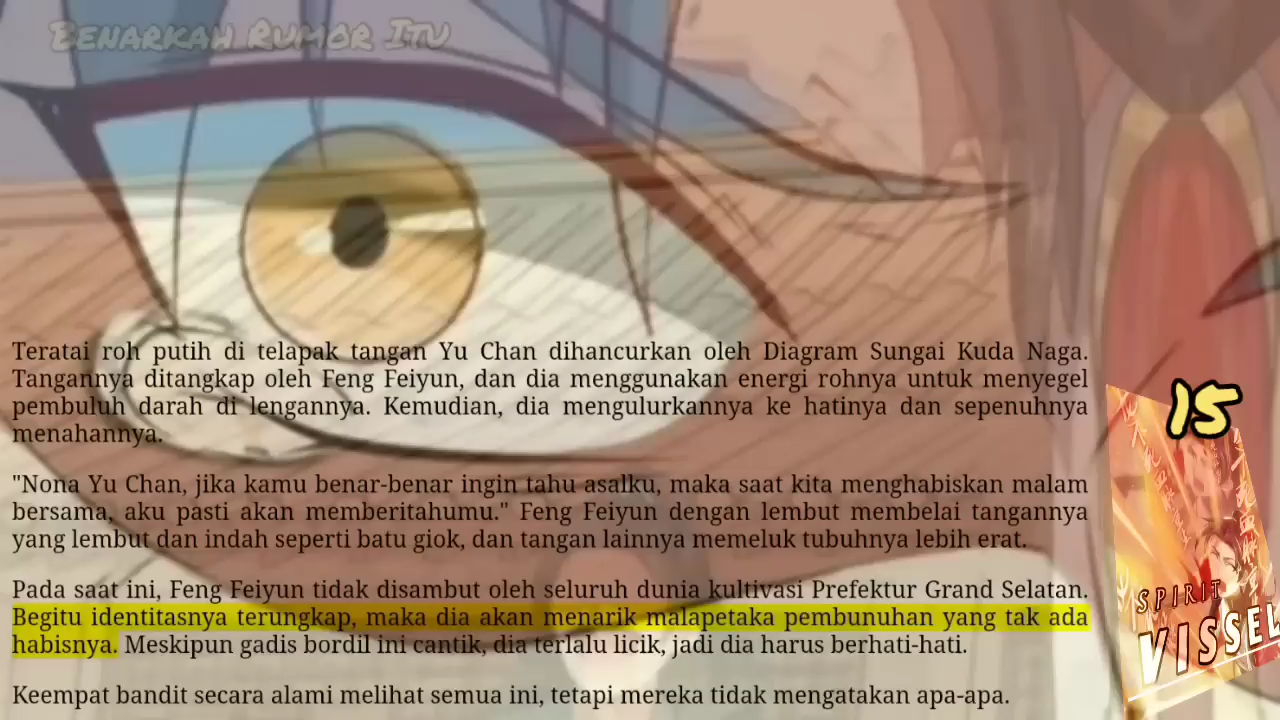 Benarkah Rumor Itu
Teratai roh putih di telapak tangan Yu Chan dihancurkan oleh Diagram Sungai Kuda Naga.
Tangannya ditangkap oleh Feng Feiyun, dan dia menggunakan energi rohnya untuk menyegel
pembuluh darah di lengannya. Kemudian, dia mengulurkannya ke hatinya dan sepenuhnya
menahannya.
"Nona Yu Chan, jika kamu benar-benar ingin tahu asalku, maka saat kita menghabiskan malam
bersama, aku pasti akan memberitahumu." Feng Feiyun dengan lembut membelai tangannya
yang lembut dan indah seperti batu giok, dan tangan lainnya memeluk tubuhnya lebih erat.
Pada saat ini, Feng Feiyun tidak disambut oleh seluruh dunia kultivasi Prefektur Grand Selatan.
Begitu identitasnya terungkap, maka dia akan menarik malapetaka pembunuhan yang tak ada
habisnya. Meskipun gadis bordil ini cantik, dia terlalu licik, jadi dia harus berhati-hati.
Keempat bandit secara alami melihat semua ini, tetapi mereka tidak mengatakan apa-apa.
15
SPIRIT
VISSEL